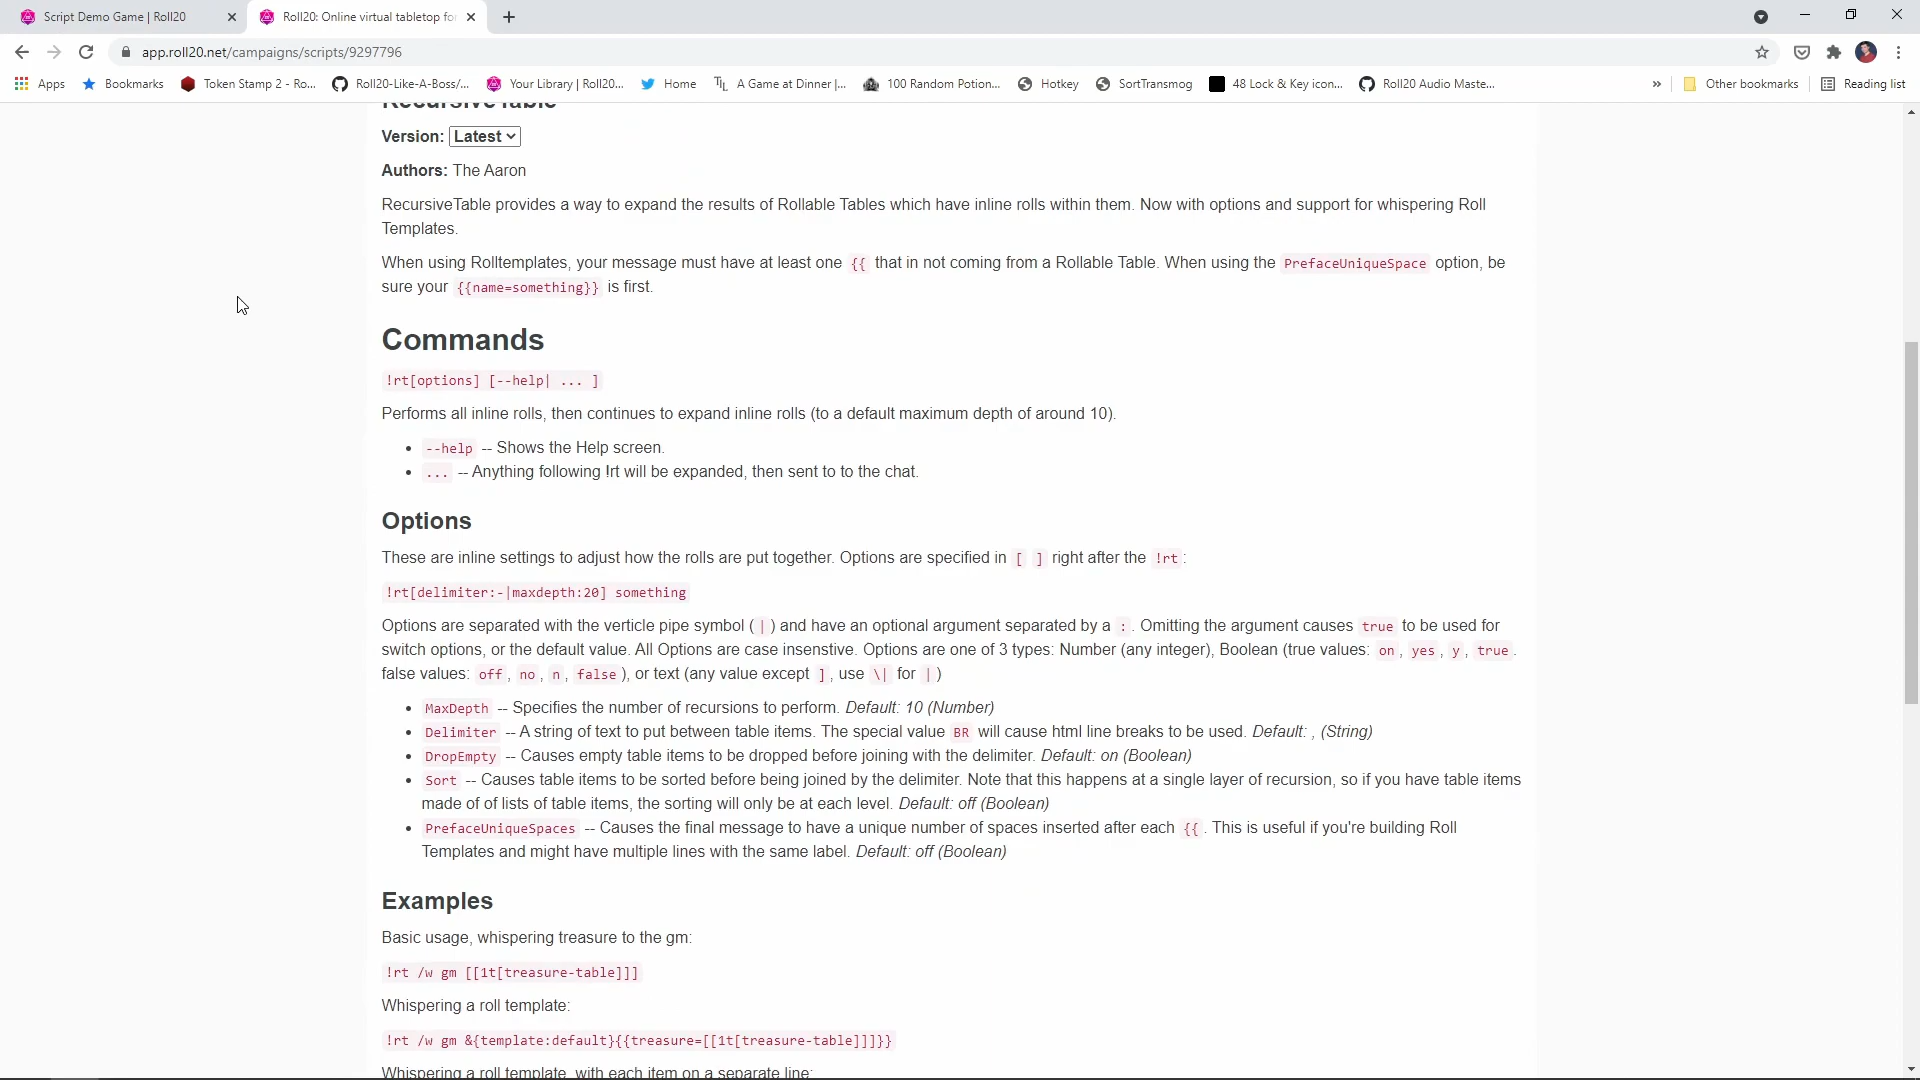 Script Demo Game | Roll20
Roll20: Online virtual tabletop for
app.roll20.net/campaigns/scripts/9297796
Apps
Bookmarks
Token Stamp 2 - Ro...
Roll20-Like-A-Boss/...
Your Library | Roll20...
Home
A Game at Dinner |...
100 Random Potion...
Hotkey
SortTransmog
48 Lock & Key icon...
Roll20 Audio Maste...
»
Other bookmarks
Reading list
RecursiveTable
Version: Latest
Authors: The Aaron
RecursiveTable provides a way to expand the results of Rollable Tables which have inline rolls within them. Now with options and support for whispering Roll
Templates.
When using Rolltemplates, your message must have at least one {{ that in not coming from a Rollable Table. When using the PrefaceUniqueSpace option, be
sure your {{name=something}} is first.
Commands
!rt[options] [--help| ... ]
Performs all inline rolls, then continues to expand inline rolls (to a default maximum depth of around 10).
• --help -- Shows the Help screen.
• ... -- Anything following !rt will be expanded, then sent to to the chat.
Options
These are inline settings to adjust how the rolls are put together. Options are specified in [ ] right after the !rt:
!rt[delimiter:-|maxdepth:20] something
Options are separated with the verticle pipe symbol ( | ) and have an optional argument separated by a :. Omitting the argument causes true to be used for
switch options, or the default value. All Options are case insenstive. Options are one of 3 types: Number (any integer), Boolean (true values: on, yes, y, true.
false values: off, no, n, false), or text (any value except ], use \| for |)
• MaxDepth -- Specifies the number of recursions to perform. Default: 10 (Number)
• Delimiter -- A string of text to put between table items. The special value BR will cause html line breaks to be used. Default: , (String)
• DropEmpty -- Causes empty table items to be dropped before joining with the delimiter. Default: on (Boolean)
• Sort -- Causes table items to be sorted before being joined by the delimiter. Note that this happens at a single layer of recursion, so if you have table items
made of of lists of table items, the sorting will only be at each level. Default: off (Boolean)
• PrefaceUniqueSpaces -- Causes the final message to have a unique number of spaces inserted after each {{. This is useful if you're building Roll
Templates and might have multiple lines with the same label. Default: off (Boolean)
Examples
Basic usage, whispering treasure to the gm:
!rt /w gm [[1t[treasure-table]]]
Whispering a roll template:
!rt /w gm &{template:default}{{treasure=[[1t[treasure-table]]]}}
Whispering a roll template, with each item on a separate line: